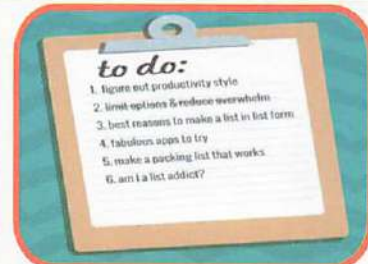 to do:
1. figure out productivity style
2. limit options & reduce overwhelm
3. best reasons to make a list in list form
4. fabulous apps to try
5. make a packing list that works
6. am I a list addict?